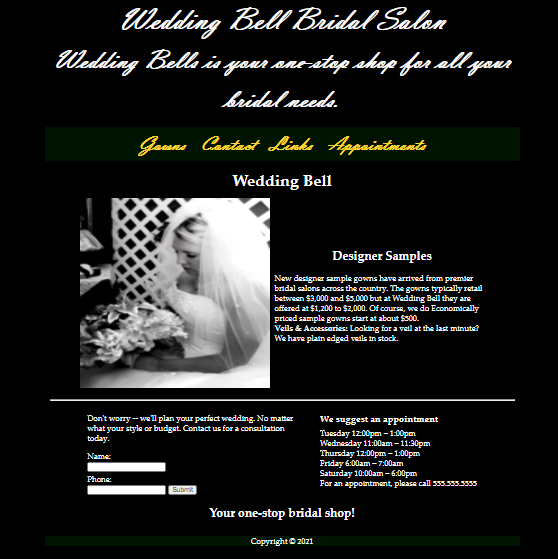 Wedding Bell Bridal Salon
Wedding Bells is your one-stop shop for all your
bridal needs.
Gowns Contact Links Appointments
Wedding Bell
Designer Samples
New designer sample gowns have arrived from premier
bridal salons across the country. The gowns typically retail
between $3,000 and $5,000 but at Wedding Bell they are
offered at $1,200 to $2,000. Of course, we do Economically
priced sample gowns start at about $500.
Veils & Accessories: Looking for a veil at the last minute?
We have plain edged veils in stock.
Don't worry -- we'll plan your perfect wedding. No matter
what your style or budget. Contact us for a consultation
today.
Name:
Phone:
Submit
We suggest an appointment
Tuesday 12:00pm – 1:00pm
Wednesday 11:00am – 11:30pm
Thursday 12:00pm – 1:00pm
Friday 6:00am – 7:00am
Saturday 10:00am – 6:00pm
For an appointment, please call 555.555.5555
Your one-stop bridal shop!
Copyright © 2021